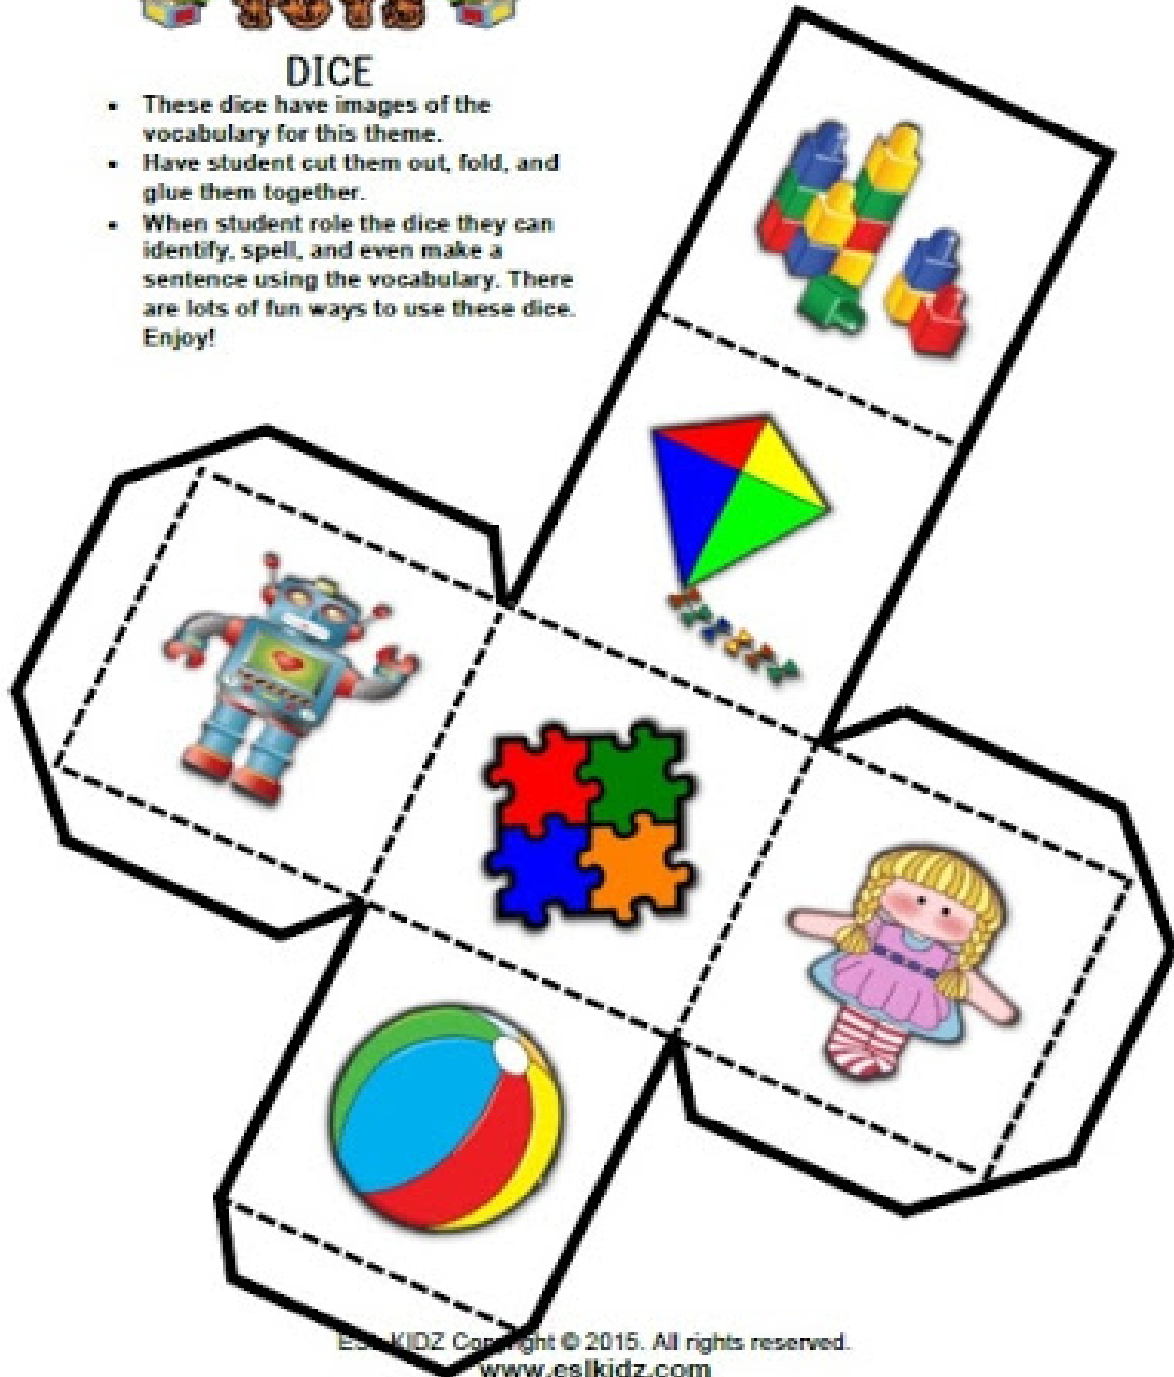 TOYS
DICE
• These dice have images of the
vocabulary for this theme.
• Have student cut them out, fold, and
glue them together.
• When student role the dice they can
identify, spell, and even make a
sentence using the vocabulary. There
are lots of fun ways to use these dice.
Enjoy!
KIDZ Copyright © 2015. All rights reserved.
www.eslkidz.com